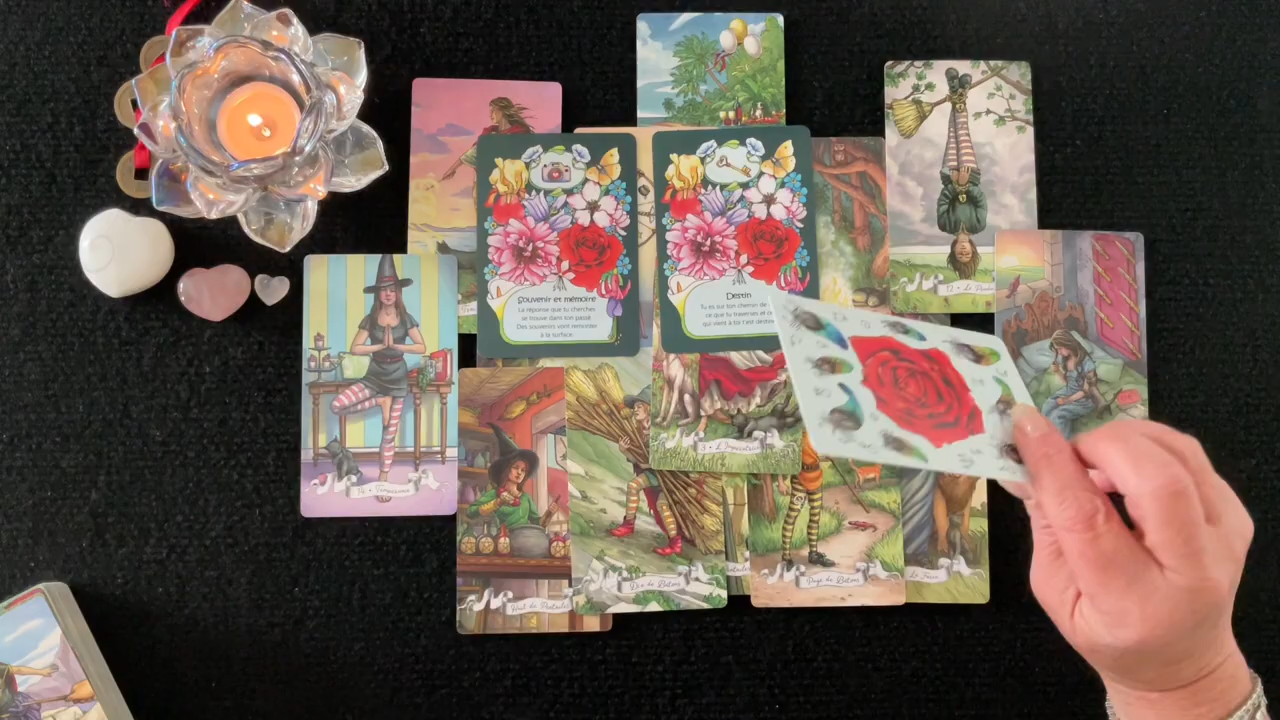 Souvenir et mémoire
La réponse que tu cherches
se trouve dans ton passé
Des souvenirs vont remonter
à la surface.
Destin
Tu es sur ton chemin de
ce que tu traverses et ce
qui vient à toi t'est destiné
12 • Le Pendu
14 • Tempérance
3 • L'Impératrice
Huit de Pentacles
Dix de Bâtons
Page de Bâtons
La Force